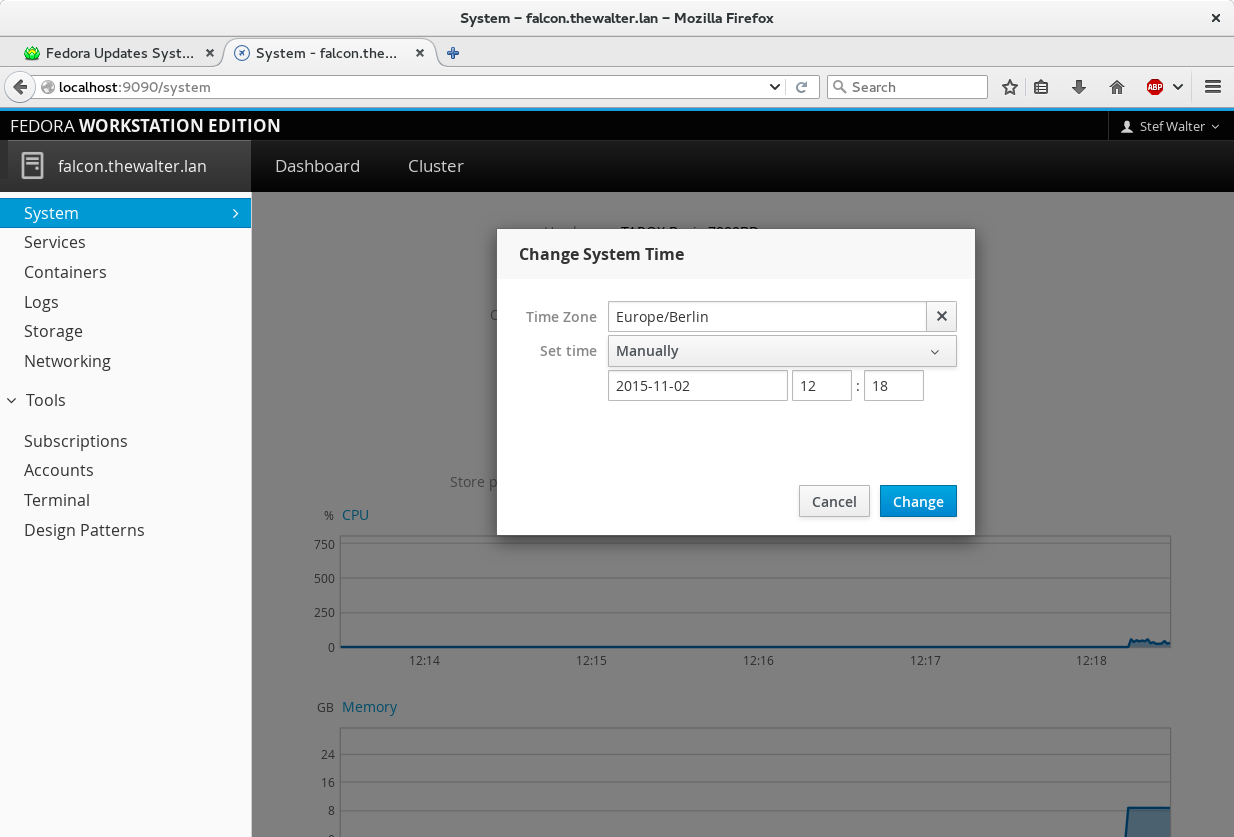 System – falcon.thewalter.lan – Mozilla Firefox
Fedora Updates Syst...
System - falcon.the...
localhost:9090/system
Search
ABP
FEDORA WORKSTATION EDITION
Stef Walter
falcon.thewalter.lan
Dashboard
Cluster
System
Services
Containers
Logs
Storage
Networking
Tools
Subscriptions
Accounts
Terminal
Design Patterns
Change System Time
Time Zone
Europe/Berlin
Set time
Manually
2015-11-02
12
:
18
Cancel
Change
Store
% CPU
750
500
250
0
12:14
12:15
12:16
12:17
12:18
GB Memory
24
16
8